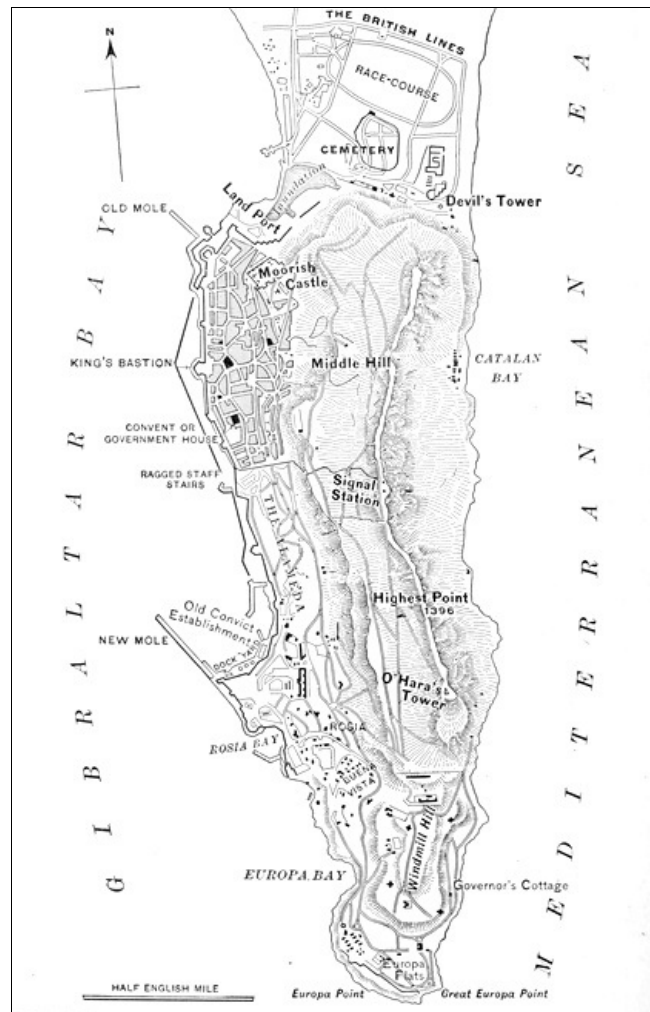 THE BRITISH LINES
N
RACE-COURSE
CEMETERY
Inundation
Land Port
Devil's Tower
OLD MOLE
Moorish
Castle
KING'S BASTION
Middle Hill
CATALAN
BAY
CONVENT OR
GOVERNMENT HOUSE
RAGGED STAFF
STAIRS
Signal
Station
THE ALAMEDA
Highest Point
1396
Old Convict
Establishment
NEW MOLE
DOCK YARD
O'Hara's
Tower
ROSIA
ROSIA BAY
BUENA
VISTA
Windmill Hill
EUROPA BAY
Governor's Cottage
Europa
Flats
HALF ENGLISH MILE
Europa Point
Great Europa Point
GIBRALTAR BAY
MEDITERRANEAN SEA